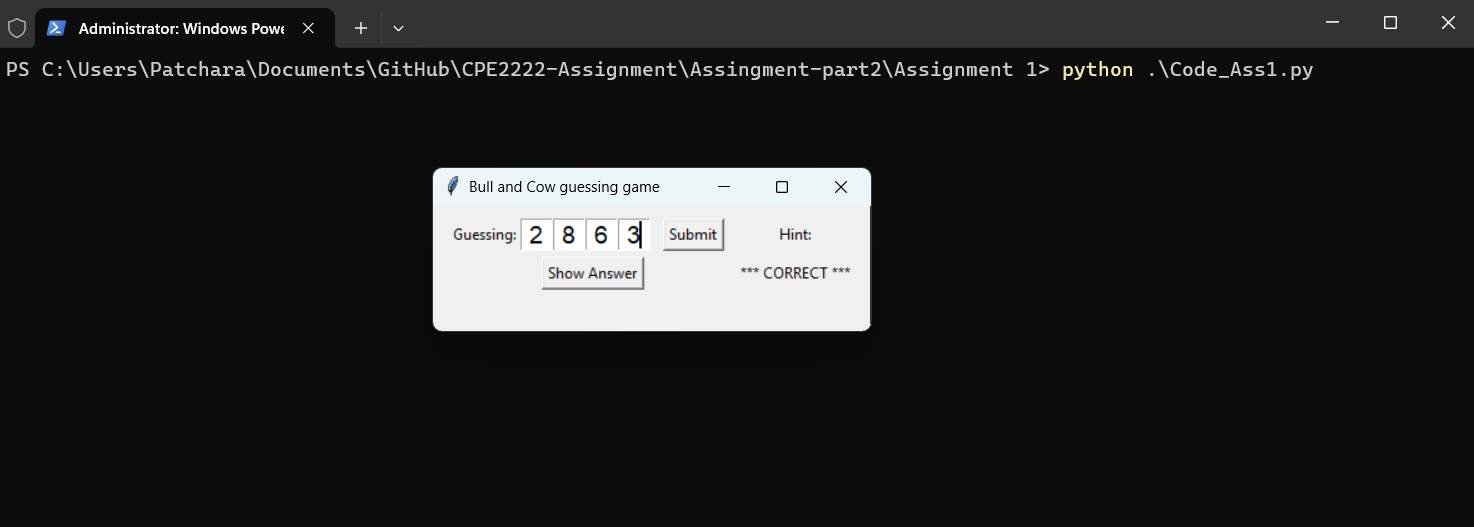 Administrator: Windows Powe
PS C:\Users\Patchara\Documents\GitHub\CPE2222-Assignment\Assingment-part2\Assignment 1> python .\Code_Ass1.py
Bull and Cow guessing game
Guessing: 2 8 6 3 Submit Hint:
Show Answer *** CORRECT ***